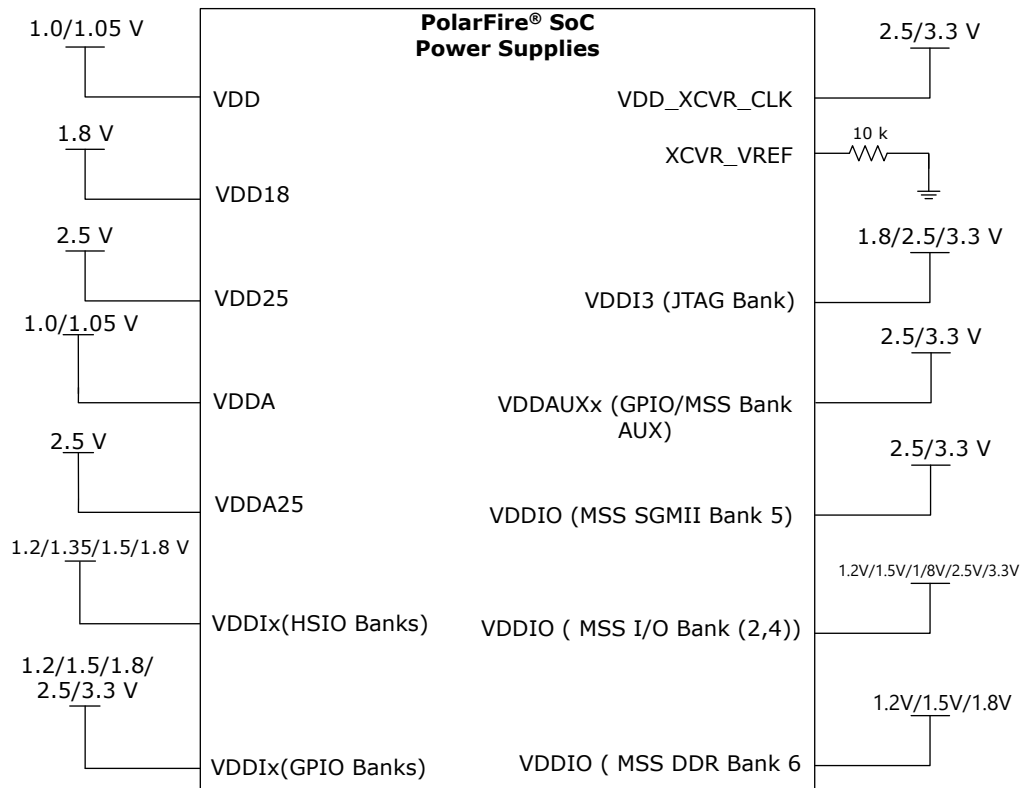 PolarFire® SoC
Power Supplies
1.0/1.05 V
VDD
1.8 V
VDD18
2.5 V
VDD25
1.0/1.05 V
VDDA
2.5 V
VDDA25
1.2/1.35/1.5/1.8 V
VDDIx(HSIO Banks)
1.2/1.5/1.8/
2.5/3.3 V
VDDIx(GPIO Banks)
2.5/3.3 V
VDD_XCVR_CLK
10 k
XCVR_VREF
1.8/2.5/3.3 V
VDDI3 (JTAG Bank)
2.5/3.3 V
VDDAUXx (GPIO/MSS Bank
AUX)
2.5/3.3 V
VDDIO (MSS SGMII Bank 5)
1.2V/1.5V/1/8V/2.5V/3.3V
VDDIO ( MSS I/O Bank (2,4))
1.2V/1.5V/1.8V
VDDIO ( MSS DDR Bank 6